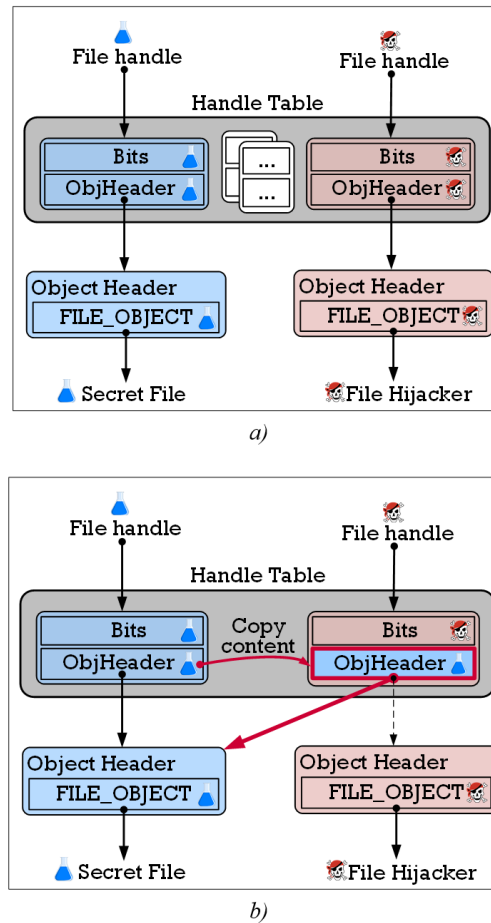 File handle File handle
Handle Table
Bits ... Bits
ObjHeader ... ObjHeader
Object Header Object Header
FILE_OBJECT FILE_OBJECT
Secret File File Hijacker
a)
File handle File handle
Handle Table
Bits Copy Bits
ObjHeader content ObjHeader
Object Header Object Header
FILE_OBJECT FILE_OBJECT
Secret File File Hijacker
b)